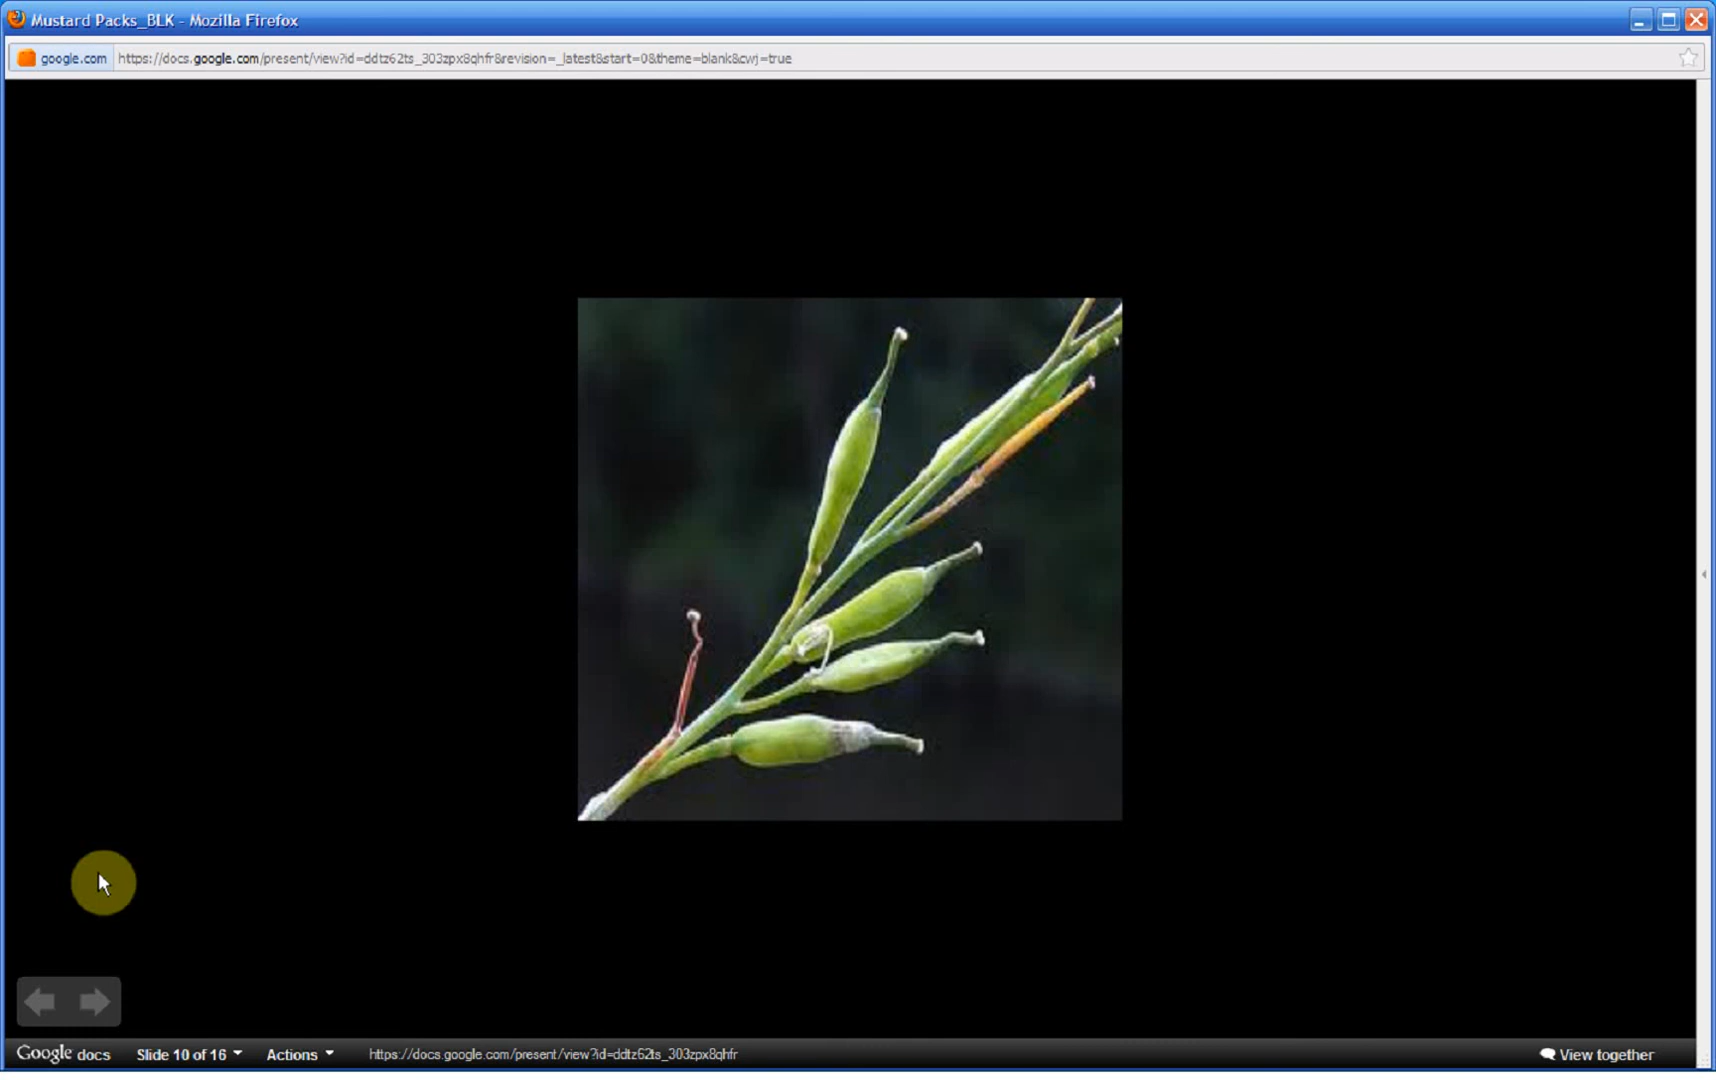 Mustard Packs_BLK - Mozilla Firefox
google.com https://docs.google.com/present/view?id=ddtz62ts_303zpx8qhfr&revision=_latest&start=0&theme=blank&cwj=true
Google docs Slide 10 of 16 Actions https://docs.google.com/present/view?id=ddtz62ts_303zpx8qhfr View together